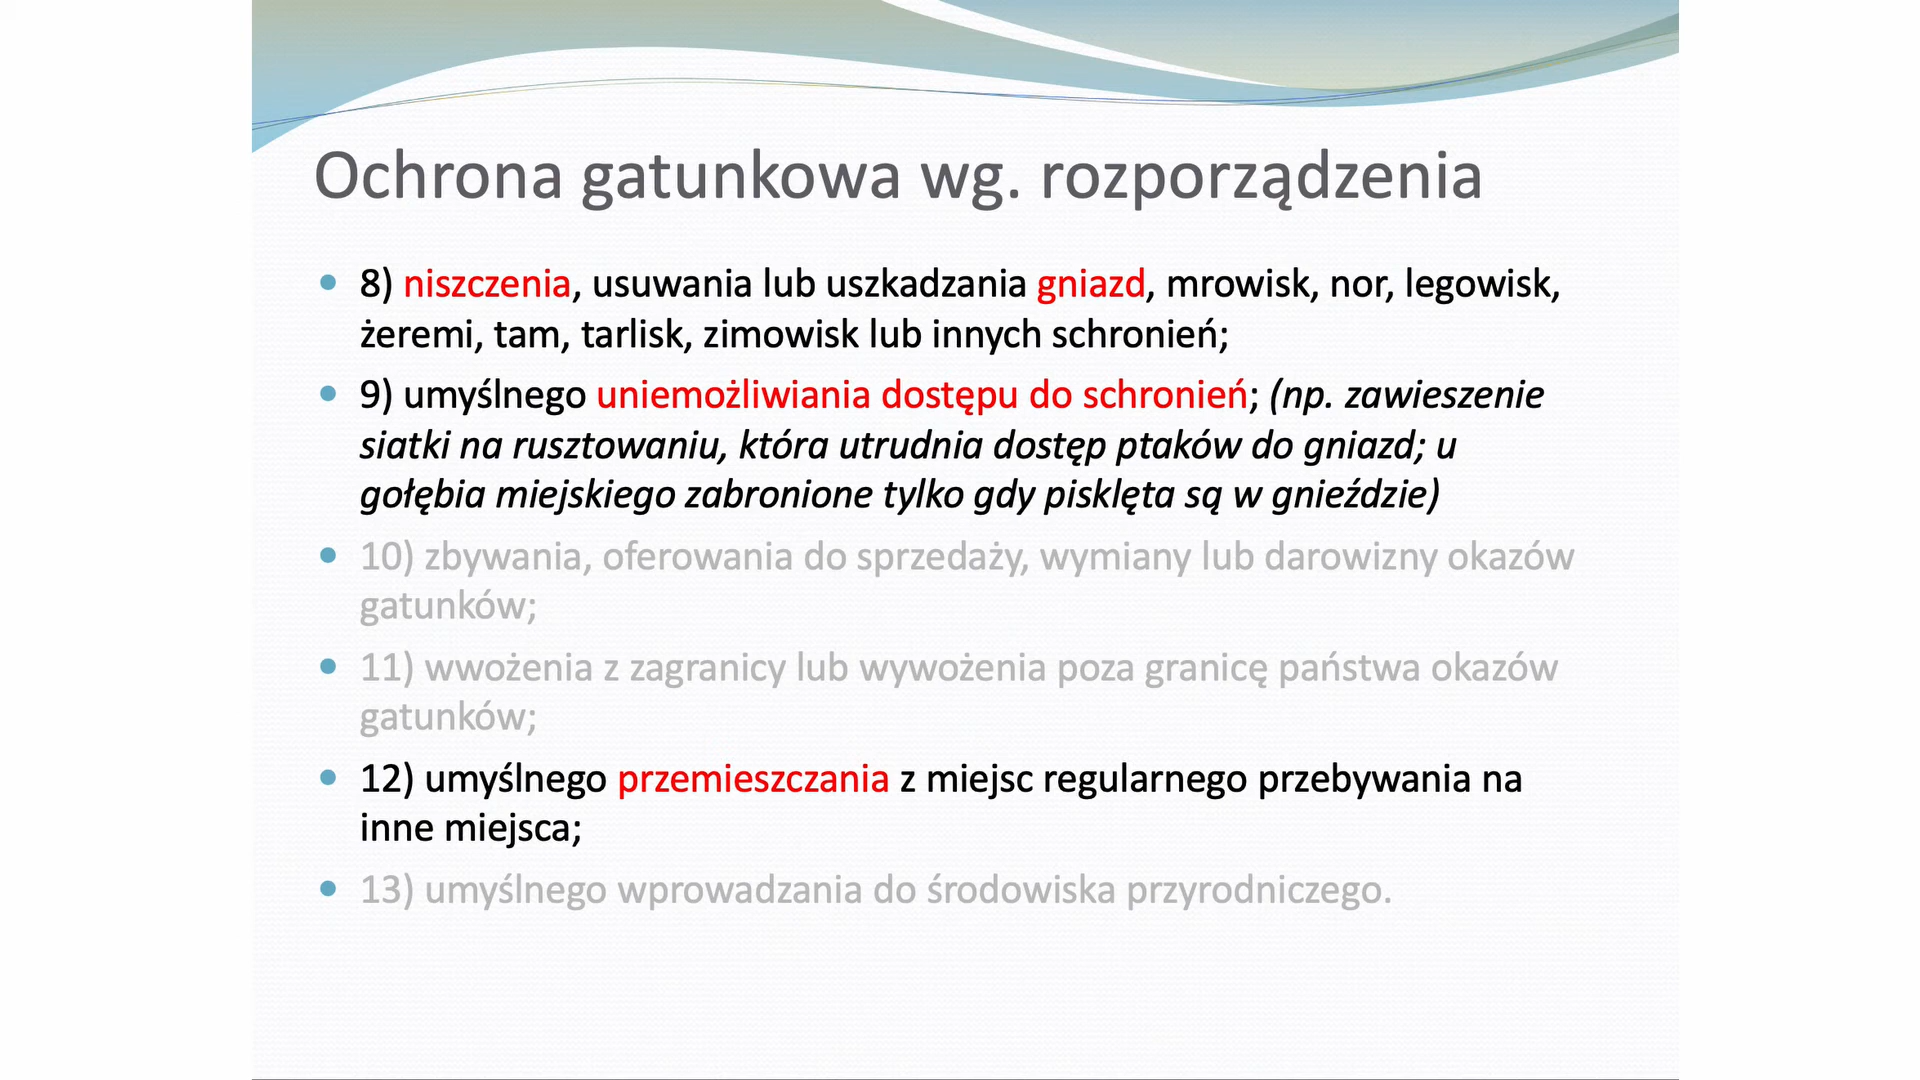 Ochrona gatunkowa wg. rozporządzenia
8) niszczenia, usuwania lub uszkadzania gniazd, mrowisk, nor, legowisk,
żeremi, tam, tarlisk, zimowisk lub innych schronień;
9) umyślnego uniemożliwiania dostępu do schronień; (np. zawieszenie
siatki na rusztowaniu, która utrudnia dostęp ptaków do gniazd; u
gołębia miejskiego zabronione tylko gdy pisklęta są w gnieździe)
10) zbywania, oferowania do sprzedaży, wymiany lub darowizny okazów
gatunków;
11) wwożenia z zagranicy lub wywożenia poza granicę państwa okazów
gatunków;
12) umyślnego przemieszczania z miejsc regularnego przebywania na
inne miejsca;
13) umyślnego wprowadzania do środowiska przyrodniczego.